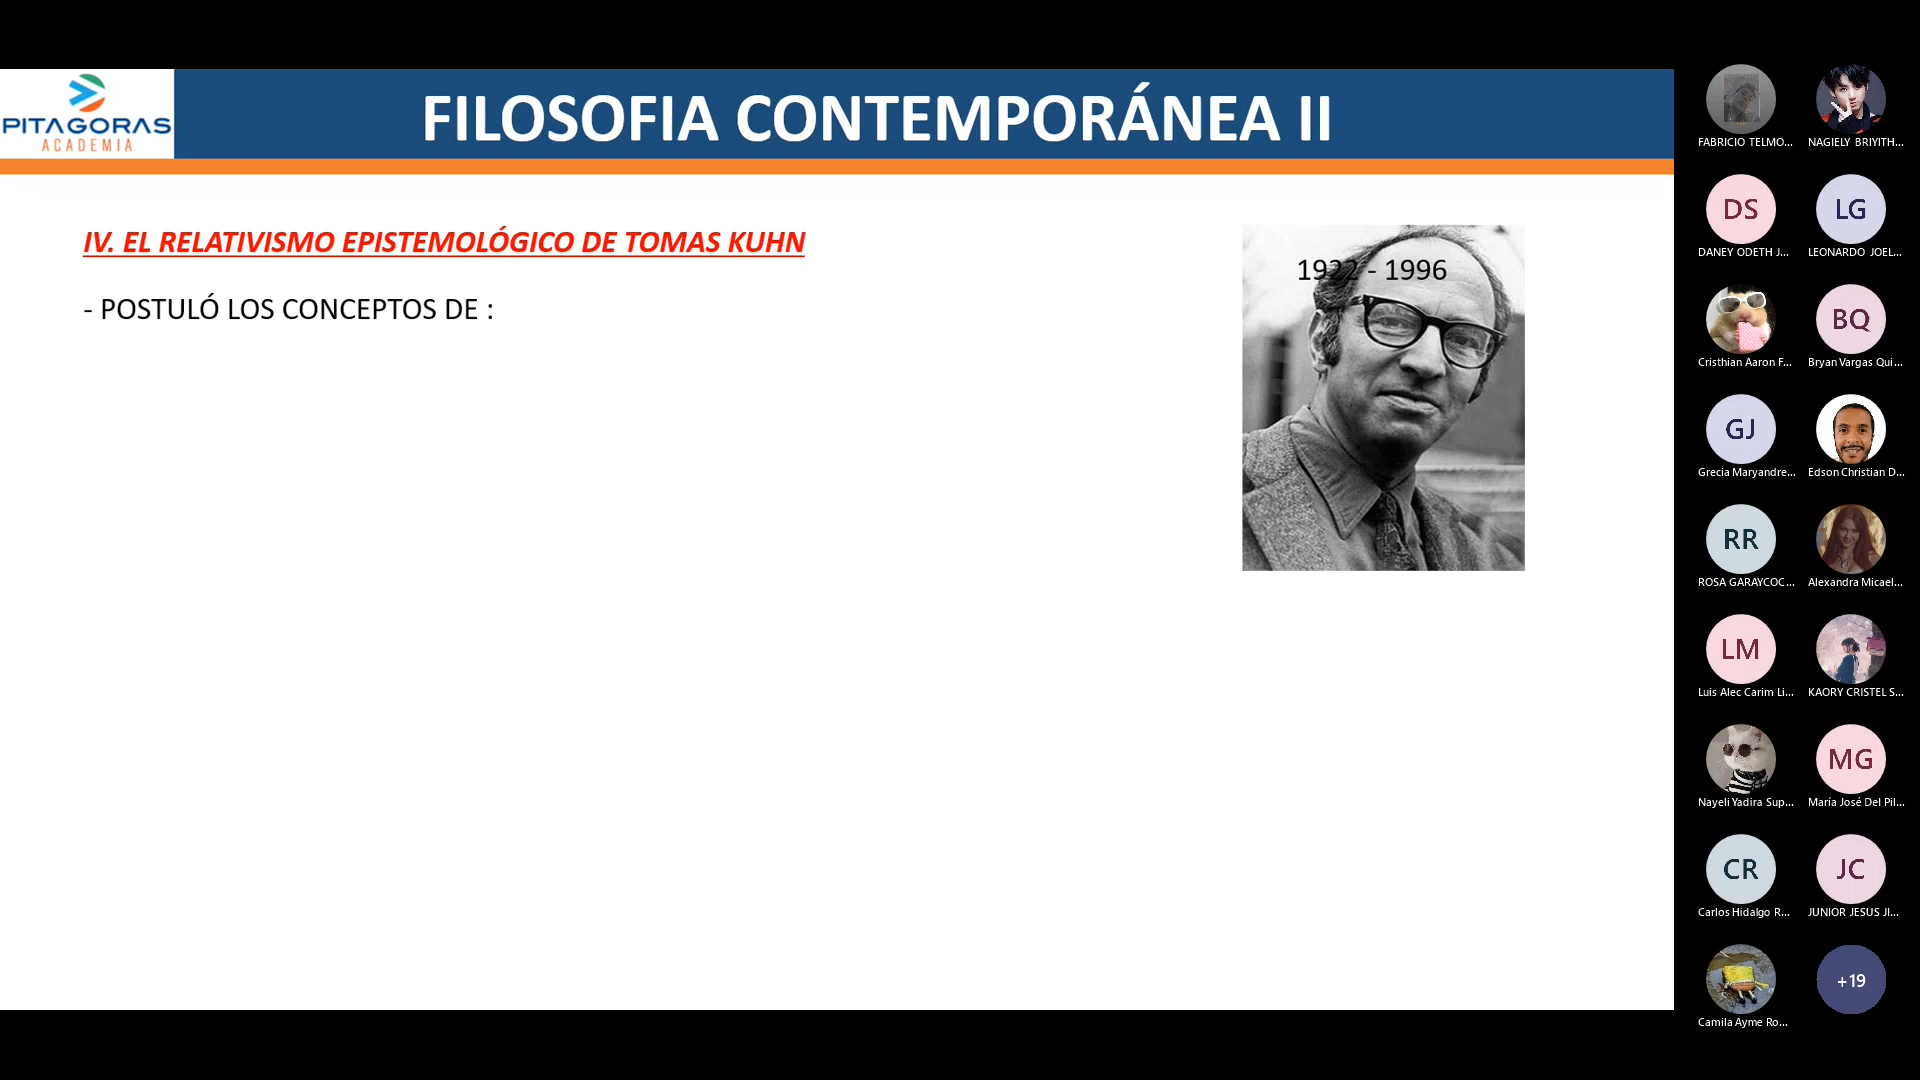 PITAGORAS
ACADEMIA
FILOSOFIA CONTEMPORÁNEA II
IV. EL RELATIVISMO EPISTEMOLÓGICO DE TOMAS KUHN
- POSTULÓ LOS CONCEPTOS DE :
1922 - 1996
FABRICIO TELMO...
NAGIELY BRIYITH...
DS
LG
DANEY ODETH J...
LEONARDO JOEL...
BQ
Cristhian Aaron F...
Bryan Vargas Qui...
GJ
Grecia Maryandre...
Edson Christian D...
RR
ROSA GARAYCOC...
Alexandra Micael...
LM
Luis Alec Carim Li...
KAORY CRISTEL S...
MG
Nayeli Yadira Sup...
María José Del Pil...
CR
JC
Carlos Hidalgo R...
JUNIOR JESUS JI...
+19
Camila Ayme Ro...